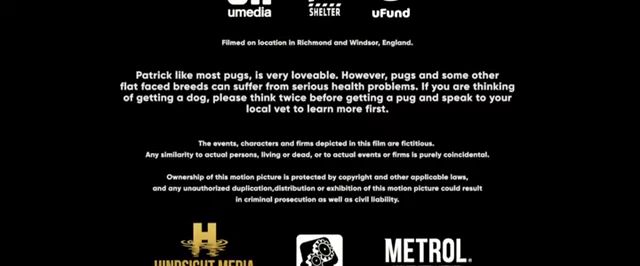 umedia
SHELTER
uFund
Filmed on location in Richmond and Windsor, England.
Patrick like most pugs, is very loveable. However, pugs and some other
flat faced breeds can suffer from serious health problems. If you are thinking
of getting a dog, please think twice before getting a pug and speak to your
local vet to learn more first.
The events, characters and firms depicted in this film are fictitious.
Any similarity to actual persons, living or dead, or to actual events or firms is purely coincidental.
Ownership of this motion picture is protected by copyright and other applicable laws,
and any unauthorized duplication,distribution or exhibition of this motion picture could result
in criminal prosecution as well as civil liability.
H
HINDSIGHT MEDIA
METROL